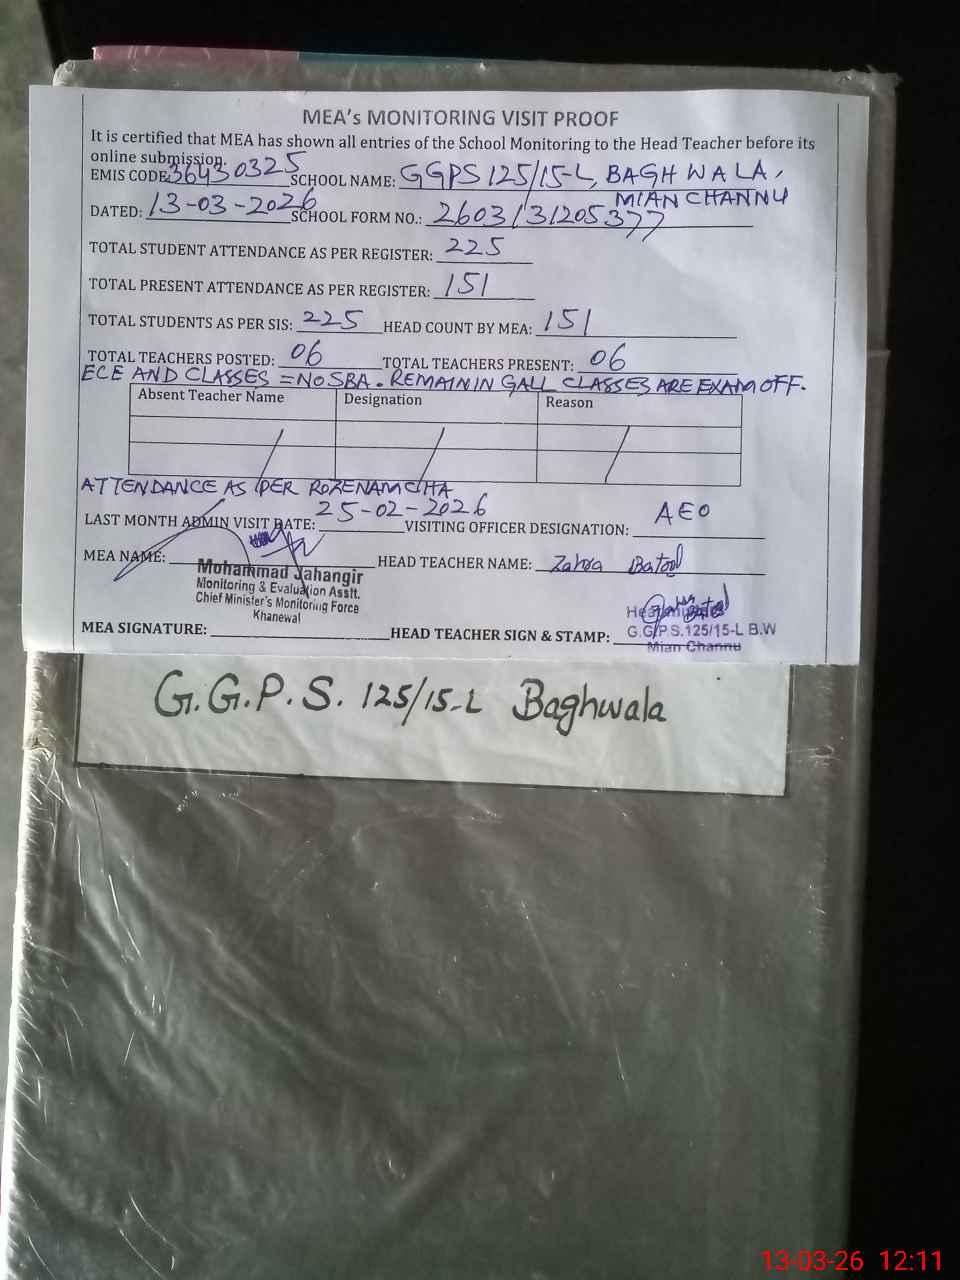 MEA's MONITORING VISIT PROOF
It is certified that MEA has shown all entries of the School Monitoring to the Head Teacher before its
online submission.
EMIS CODE: 36430325 SCHOOL NAME: GGPS 125/15-L, BAGHWALA,
MIAN CHANNU
DATED: 13-03-2026 SCHOOL FORM NO.: 2603131205377
TOTAL STUDENT ATTENDANCE AS PER REGISTER: 225
TOTAL PRESENT ATTENDANCE AS PER REGISTER: 151
TOTAL STUDENTS AS PER SIS: 225 HEAD COUNT BY MEA: 151
TOTAL TEACHERS POSTED: 06 TOTAL TEACHERS PRESENT: 06
ECE AND CLASSES = NO SBA. REMAINING ALL CLASSES ARE EXAM OFF.
Absent Teacher Name Designation Reason
ATTENDANCE AS PER ROZENAMCHA
LAST MONTH ADMIN VISIT DATE: 25-02-2026 VISITING OFFICER DESIGNATION: AEO
MEA NAME: HEAD TEACHER NAME: Zahra Batool
Mohammad Jahangir
Monitoring & Evaluation Asstt.
Chief Minister's Monitoring Force
Khanewal
MEA SIGNATURE: HEAD TEACHER SIGN & STAMP:
G.G.P.S.125/15-L B.W
Mian Channu
G.G.P.S. 125/15-L Baghwala
13-03-26 12:11